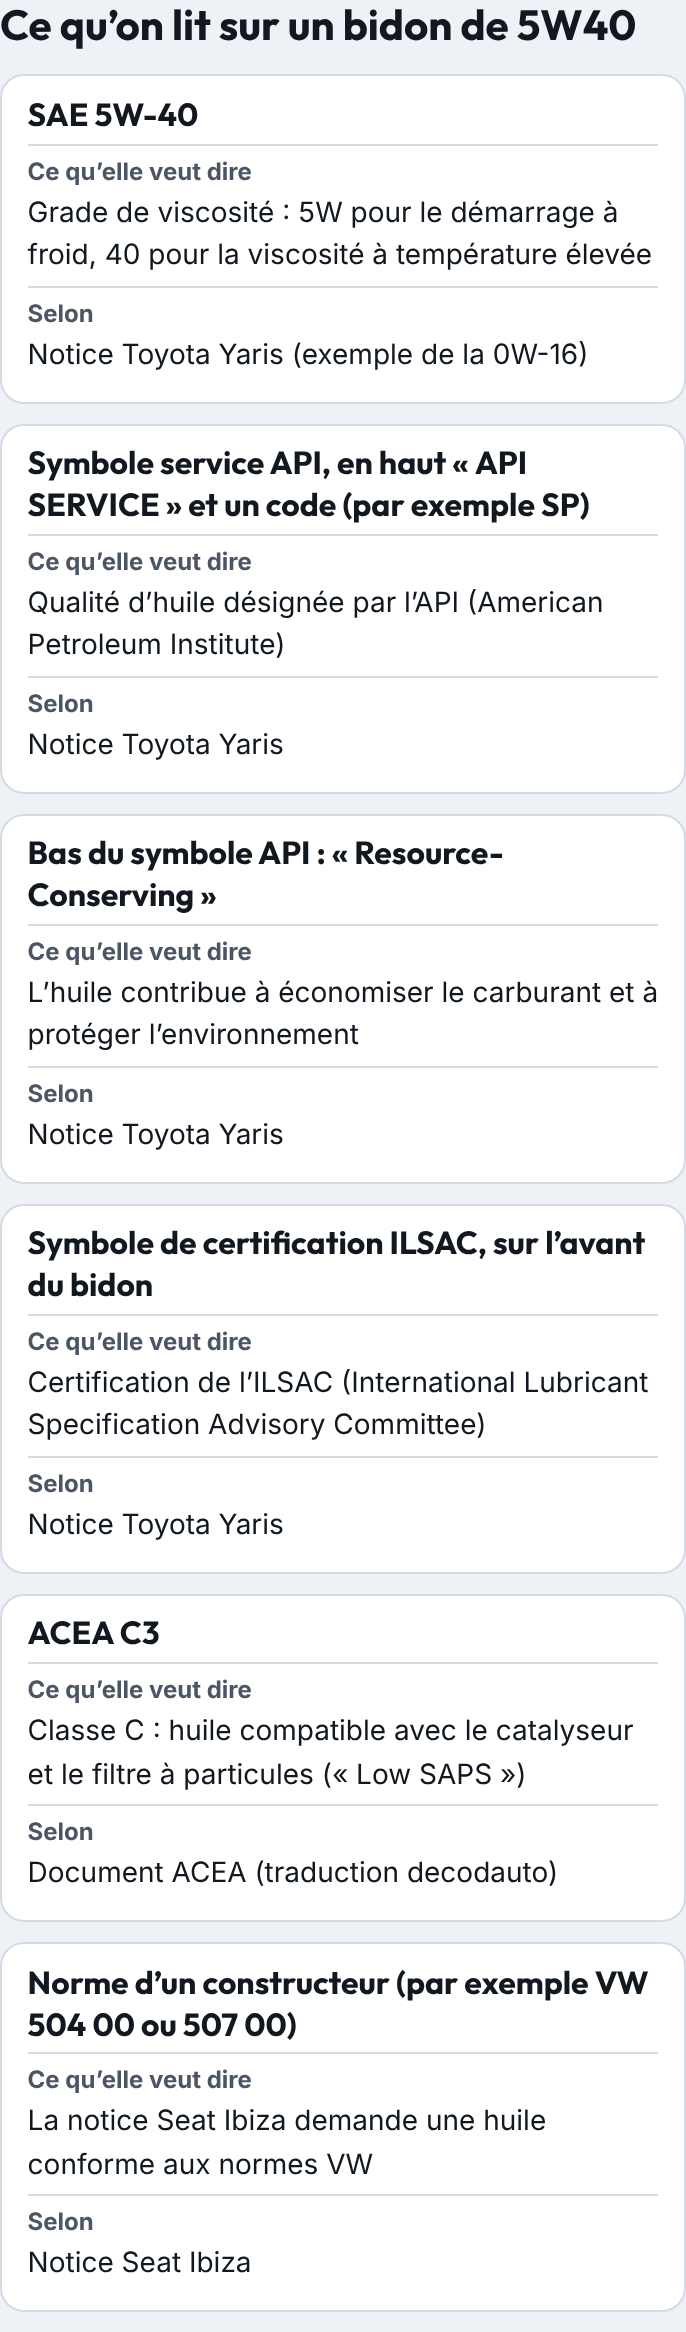 Ce qu’on lit sur un bidon de 5W40
SAE 5W-40
Ce qu’elle veut dire
Grade de viscosité : 5W pour le démarrage à
froid, 40 pour la viscosité à température élevée
Selon
Notice Toyota Yaris (exemple de la 0W-16)
Symbole service API, en haut « API
SERVICE » et un code (par exemple SP)
Ce qu’elle veut dire
Qualité d’huile désignée par l’API (American
Petroleum Institute)
Selon
Notice Toyota Yaris
Bas du symbole API : « Resource-
Conserving »
Ce qu’elle veut dire
L’huile contribue à économiser le carburant et à
protéger l’environnement
Selon
Notice Toyota Yaris
Symbole de certification ILSAC, sur l’avant
du bidon
Ce qu’elle veut dire
Certification de l’ILSAC (International Lubricant
Specification Advisory Committee)
Selon
Notice Toyota Yaris
ACEA C3
Ce qu’elle veut dire
Classe C : huile compatible avec le catalyseur
et le filtre à particules (« Low SAPS »)
Selon
Document ACEA (traduction decodauto)
Norme d’un constructeur (par exemple VW
504 00 ou 507 00)
Ce qu’elle veut dire
La notice Seat Ibiza demande une huile
conforme aux normes VW
Selon
Notice Seat Ibiza